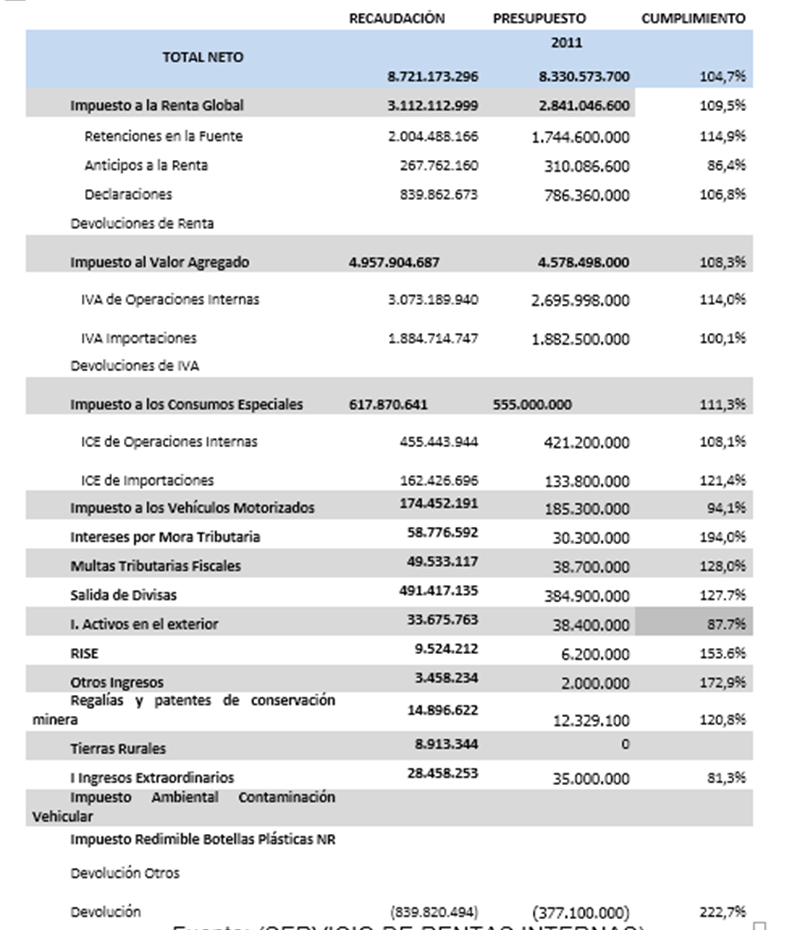 RECAUDACIÓN PRESUPUESTO CUMPLIMIENTO
2011
TOTAL NETO
8.721.173.296 8.330.573.700 104,7%
Impuesto a la Renta Global 3.112.112.999 2.841.046.600 109,5%
Retenciones en la Fuente 2.004.488.166 1.744.600.000 114,9%
Anticipos a la Renta 267.762.160 310.086.600 86,4%
Declaraciones 839.862.673 786.360.000 106,8%
Devoluciones de Renta
Impuesto al Valor Agregado 4.957.904.687 4.578.498.000 108,3%
IVA de Operaciones Internas 3.073.189.940 2.695.998.000 114,0%
IVA Importaciones 1.884.714.747 1.882.500.000 100,1%
Devoluciones de IVA
Impuesto a los Consumos Especiales 617.870.641 555.000.000 111,3%
ICE de Operaciones Internas 455.443.944 421.200.000 108,1%
ICE de Importaciones 162.426.696 133.800.000 121,4%
Impuesto a los Vehículos Motorizados 174.452.191 185.300.000 94,1%
Intereses por Mora Tributaria 58.776.592 30.300.000 194,0%
Multas Tributarias Fiscales 49.533.117 38.700.000 128,0%
Salida de Divisas 491.417.135 384.900.000 127.7%
I. Activos en el exterior 33.675.763 38.400.000 87.7%
RISE 9.524.212 6.200.000 153.6%
Otros Ingresos 3.458.234 2.000.000 172,9%
Regalías y patentes de conservación
minera 14.896.622 12.329.100 120,8%
Tierras Rurales 8.913.344 0
I Ingresos Extraordinarios 28.458.253 35.000.000 81,3%
Impuesto Ambiental Contaminación
Vehicular
Impuesto Redimible Botellas Plásticas NR
Devolución Otros
Devolución (839.820.494) (377.100.000) 222,7%
Fuente: (SERVICIO DE RENTAS INTERNAS)